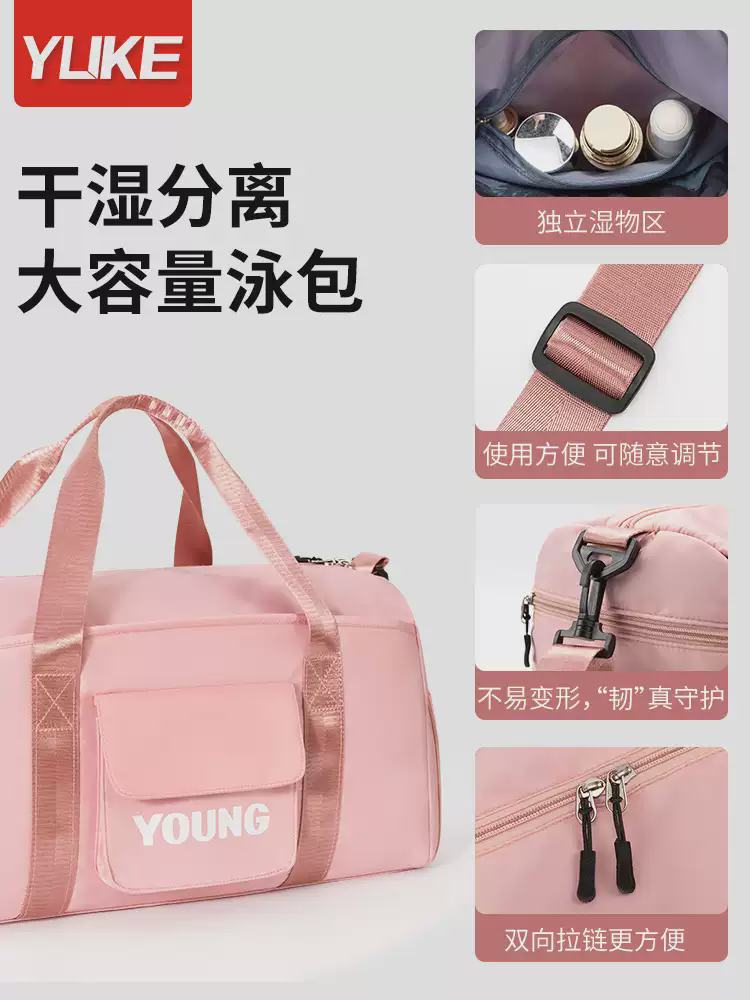 YUKE
干湿分离
大容量泳包
独立湿物区
使用方便 可随意调节
不易变形，“韧”真守护
双向拉链更方便
YOUNG